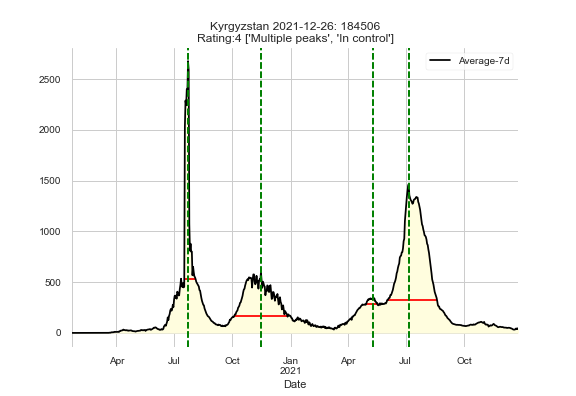 Kyrgyzstan 2021-12-26: 184506
Rating:4 ['Multiple peaks', 'In control']
Average-7d
2500
2000
1500
1000
500
0
Apr
Jul
Oct
Jan
2021
Apr
Jul
Oct
Date